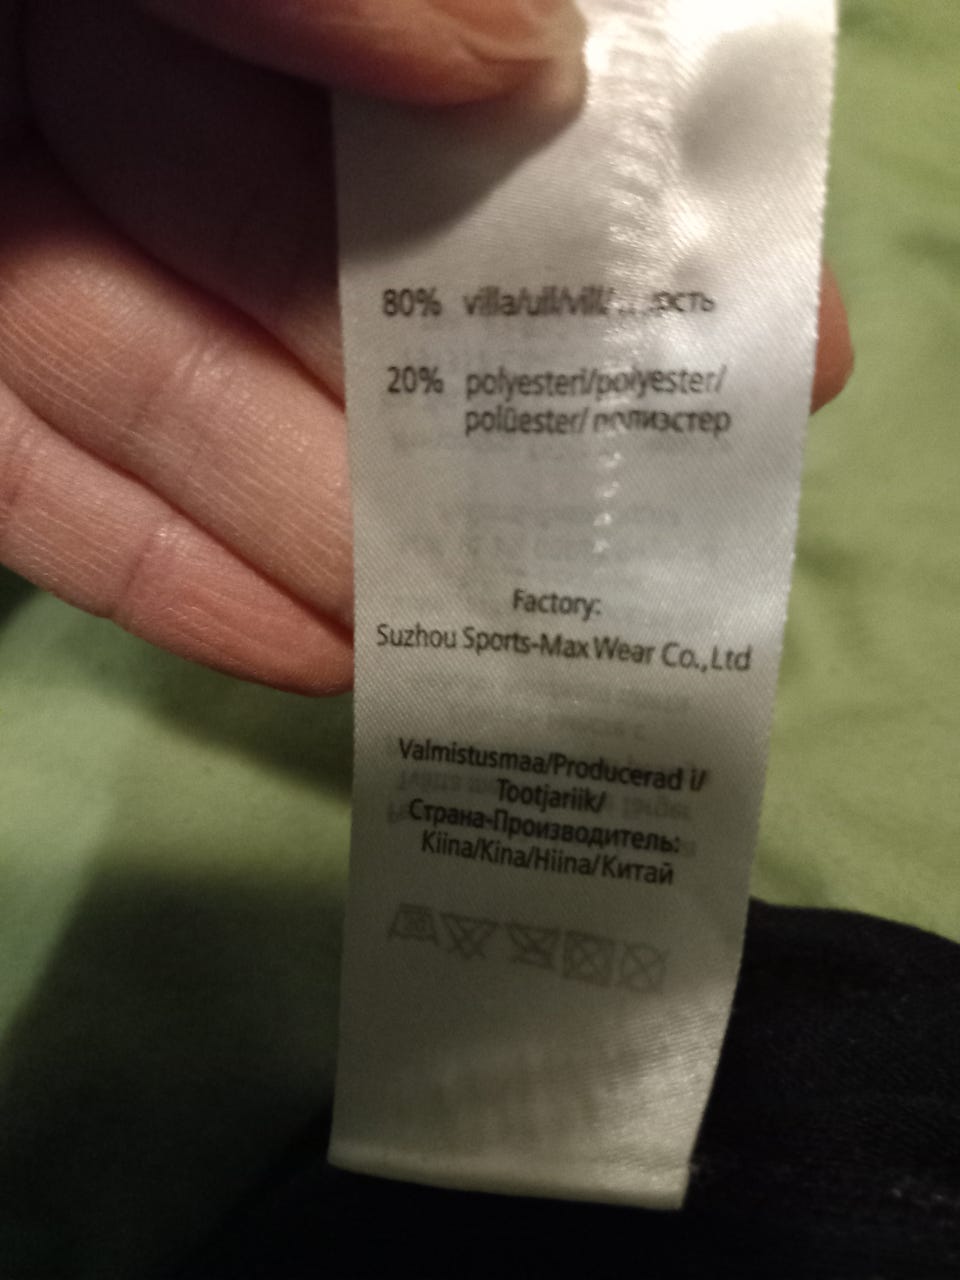 80% villa/ull/vill/
20% polyesteri/polyester/
polüester/ полиэстер
Factory:
Suzhou Sports-Max Wear Co.,Ltd
Valmistusmaa/Producerad i/
Tootjariik/
Страна-Производитель:
Kiina/Kina/Hiina/Китай